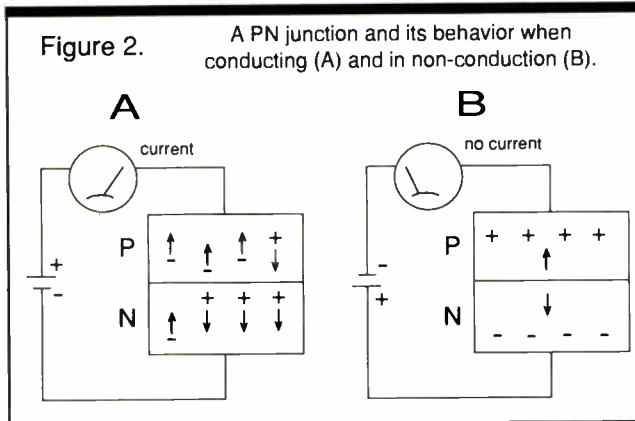 Figure 2.
A PN junction and its behavior when
conducting (A) and in non-conduction (B).
A
B
current
no current
+
-
P
- - - +
N
- + + +
-
+
P
+ + + +
N
- - - -